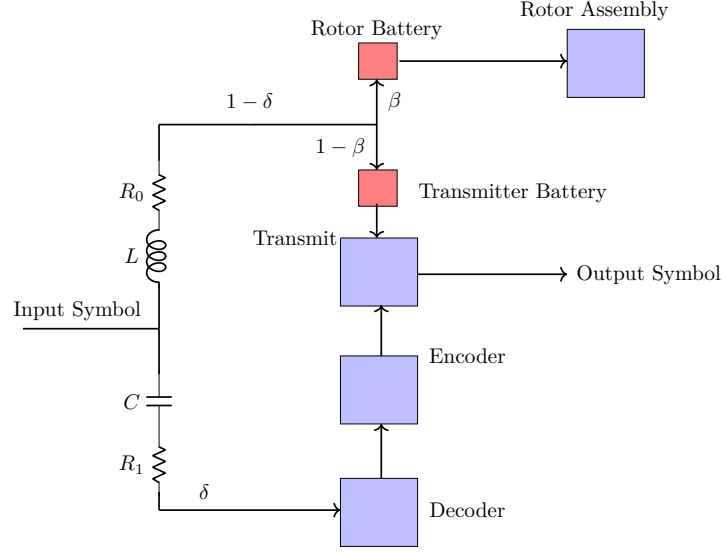 Rotor Assembly
Rotor Battery
1 − δ
β
1 − β
R₀
Transmitter Battery
Transmit
L
Output Symbol
Input Symbol
Encoder
C
R₁
δ
Decoder